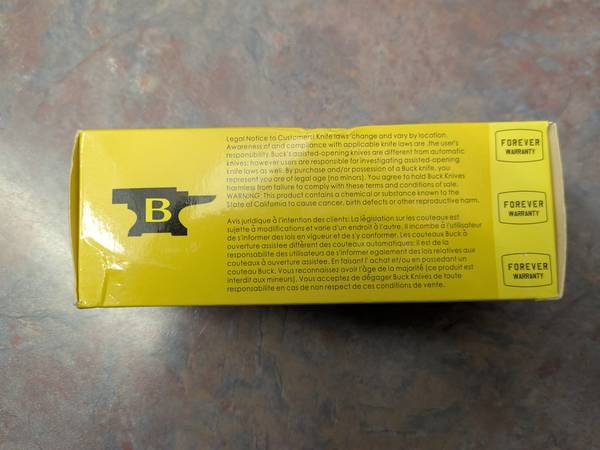 Legal Notice to Customers! Knife laws change and vary by location.
Awareness of and compliance with applicable knife laws are the user's
responsibility. Buck's assisted-opening knives are different from automatic
knives; however users are responsible for investigating assisted-opening
knife laws as well. By purchase and/or possession of a Buck knife, you
represent you are of legal age (no minors). You agree to hold Buck Knives
harmless from failure to comply with these terms and conditions of sale.
WARNING: This product contains a chemical or substance known to the
State of California to cause cancer, birth defects or other reproductive harm.
Avis juridique à l'intention des clients: La législation sur les couteaux est
sujette à modifications et varie d'un endroit à l'autre. Il incombe à l'utilisateur
de s'informer des lois en vigueur et de s'y conformer. Les couteaux Buck à
ouverture assistée différent des couteaux automatiques; il est de la
responsabilite des utilisateurs de s'informer egalement des lois relatives aux
couteaux à ouverture assistee. En faisant l' achat et/ou en possedant un
couteau Buck. Vous reconnaissez avoi l'âge de la majorité (ce produit est
interdit aux mineurs). Vous acceptez de dégager Buck Knives de toute
responsabilite en cas de non respect de ces conditions de vente.
B
FOREVER
WARRANTY
FOREVER
WARRANTY
FOREVER
WARRANTY